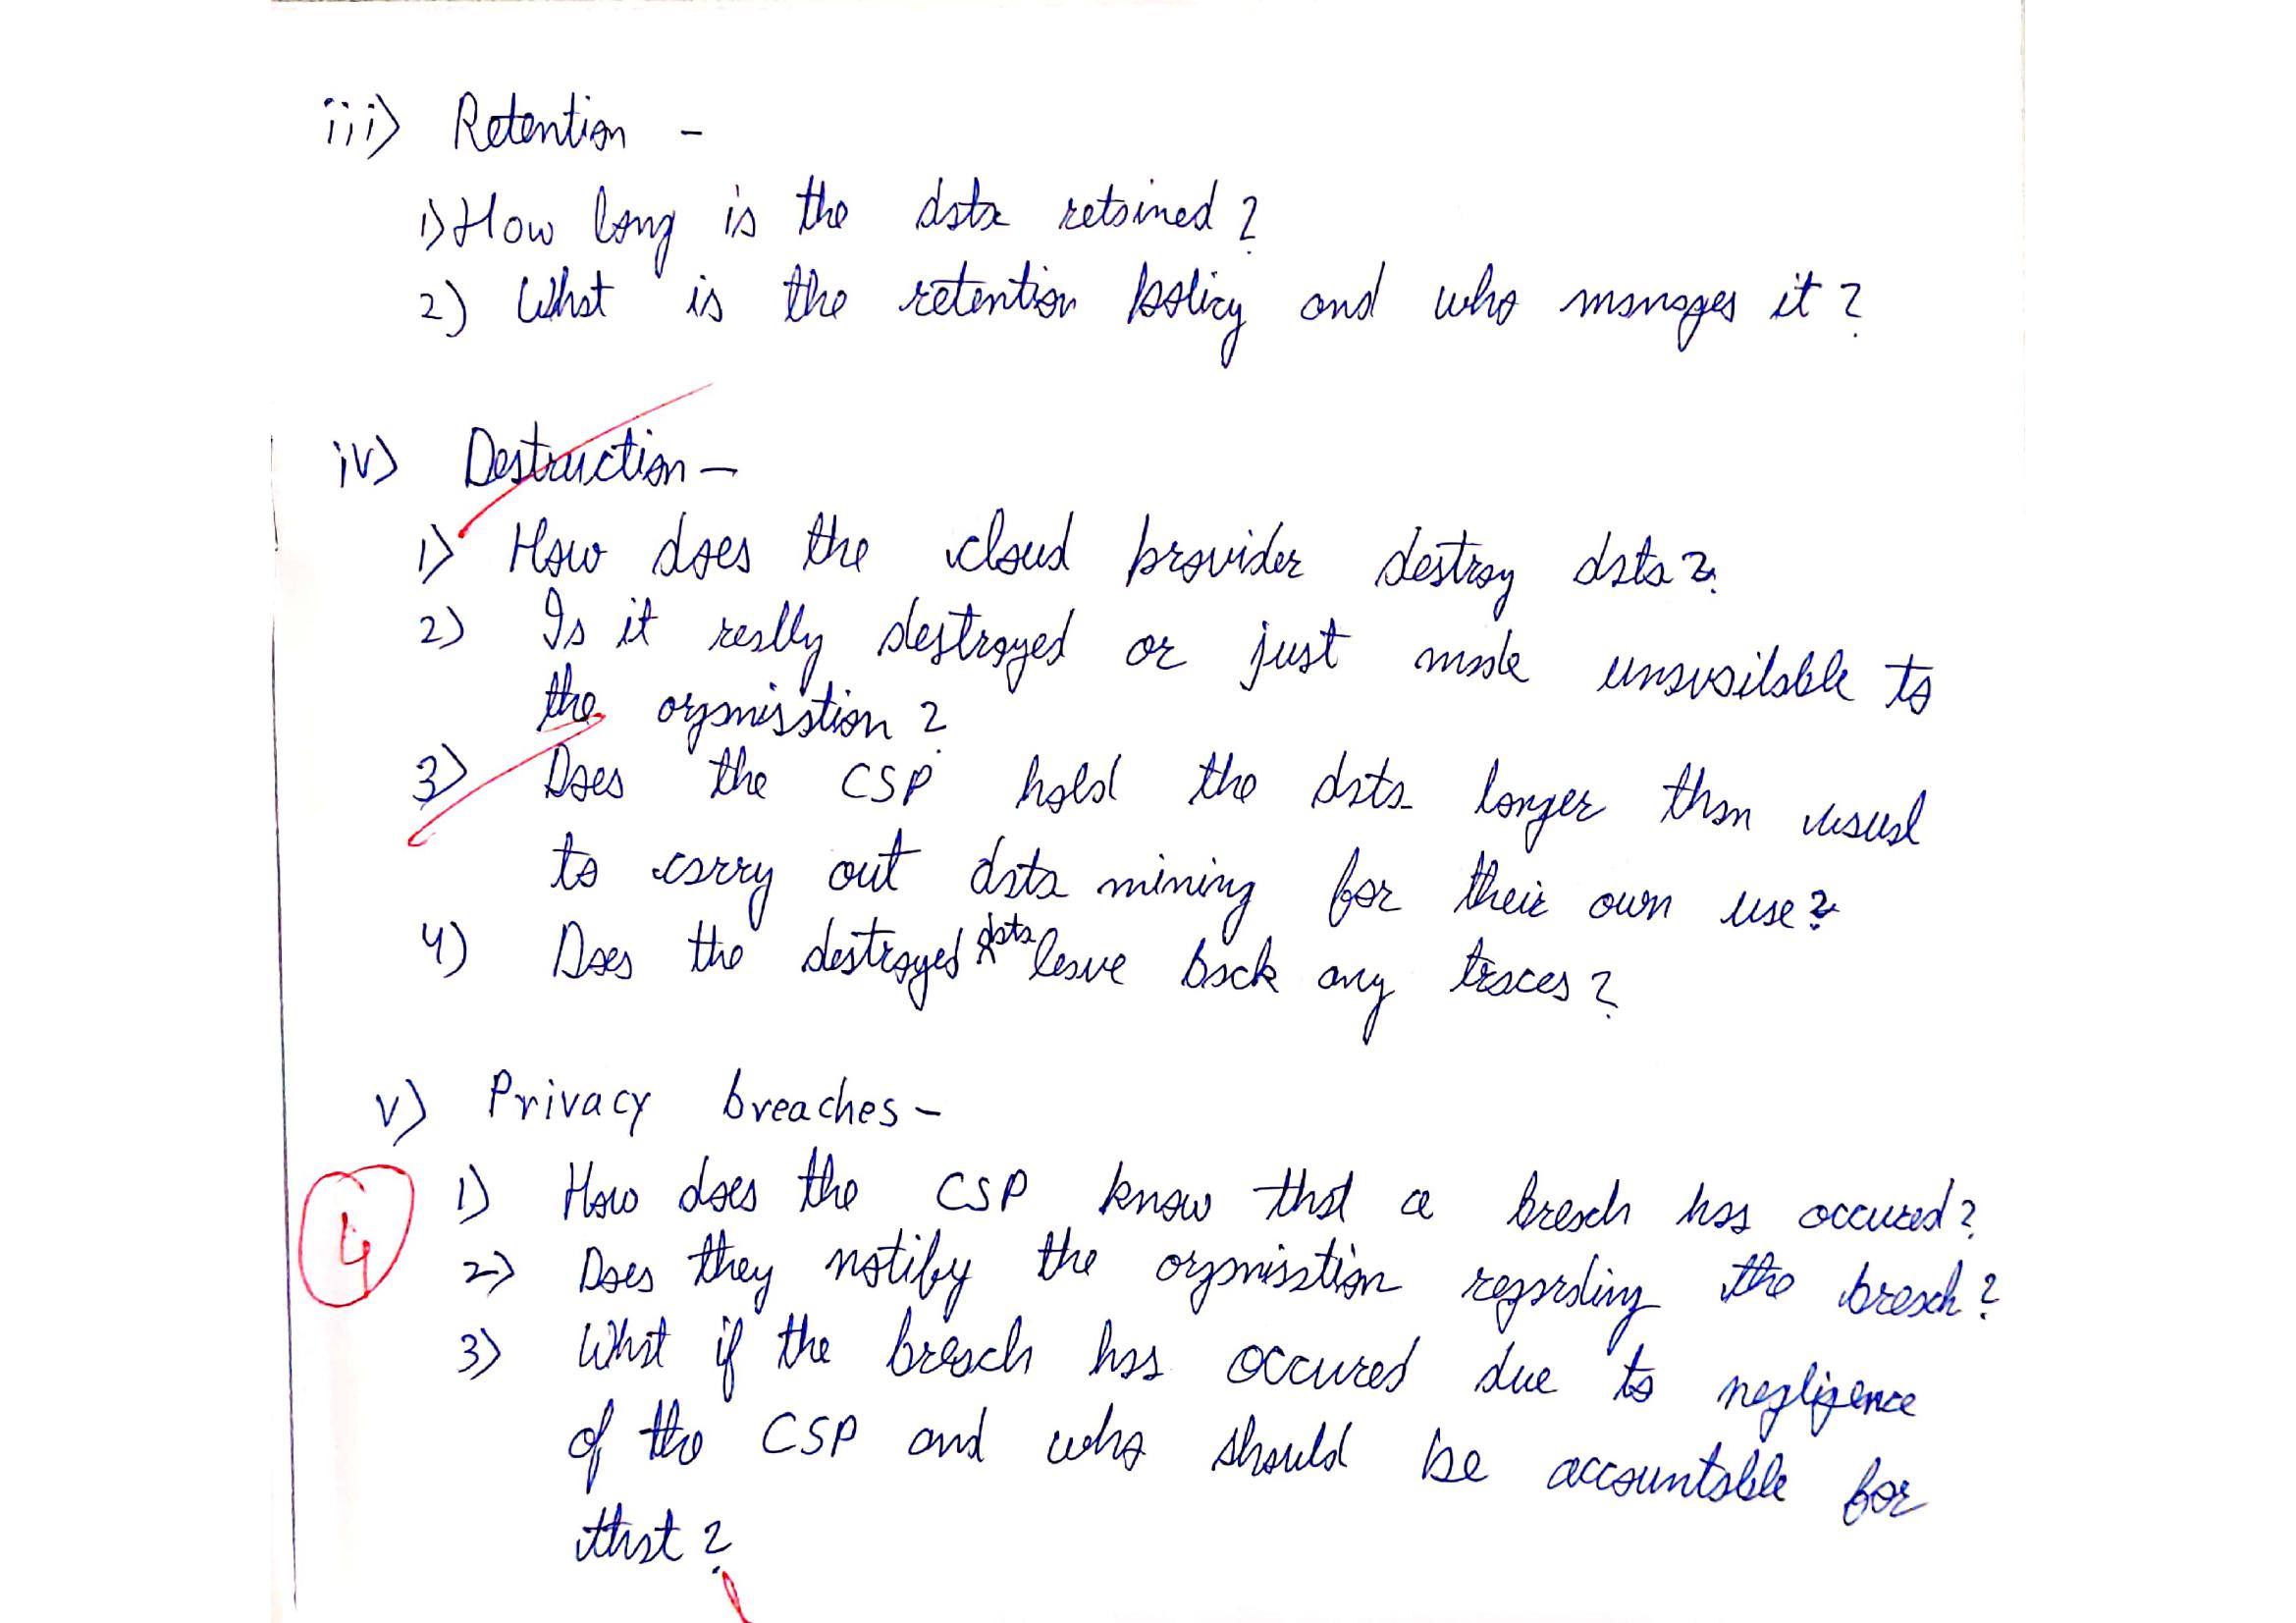 iii) Retention -
1) How long is the data retained?
2) What is the retention policy and who manages it?
iv) Destruction -
1) How does the cloud provider destroy data?
2) Is it really destroyed or just made unavailable to
the organisation?
3) Does the CSP hold the data longer than usual
to carry out data mining for their own use?
4) Does the destroyed data leave back any traces?
v) Privacy breaches -
1) How does the CSP know that a breach has occured?
4
2) Does they notify the organisation regarding the breach?
3) What if the breach has occured due to negligence
of the CSP and who should be accountable for
that?